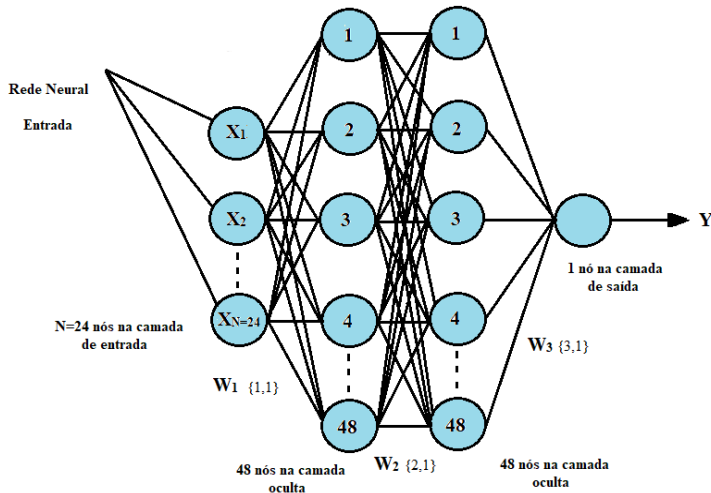 Rede Neural
Entrada
X1
X2
XN=24
N=24 nós na camada
de entrada
W1 {1,1}
1
2
3
4
48
48 nós na camada
oculta
W2 {2,1}
1
2
3
4
48
48 nós na camada
oculta
W3 {3,1}
Y
1 nó na camada
de saída